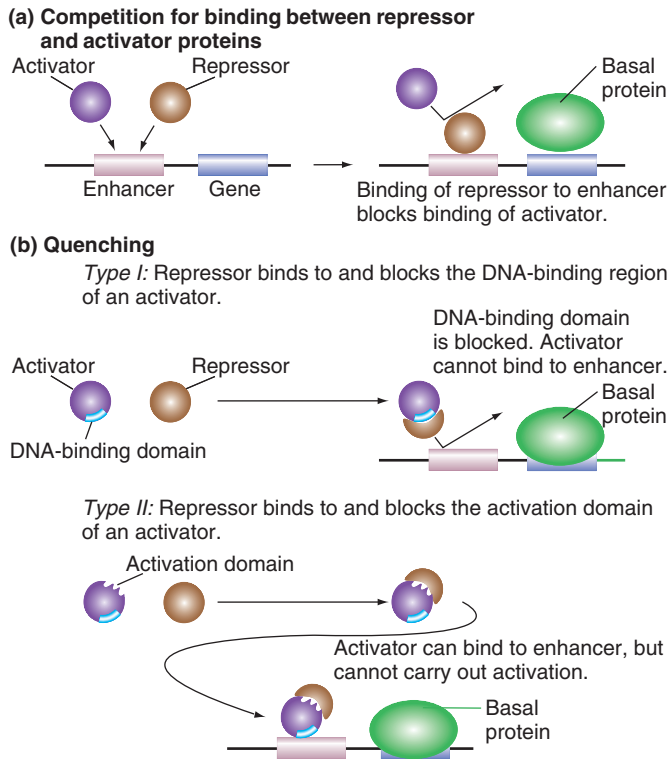 (a) Competition for binding between repressor
and activator proteins
Activator
Repressor
Basal
protein
Enhancer
Gene
Binding of repressor to enhancer
blocks binding of activator.
(b) Quenching
Type I: Repressor binds to and blocks the DNA-binding region
of an activator.
DNA-binding domain
is blocked. Activator
cannot bind to enhancer.
Activator
Repressor
Basal
protein
DNA-binding domain
Type II: Repressor binds to and blocks the activation domain
of an activator.
Activation domain
Activator can bind to enhancer, but
cannot carry out activation.
Basal
protein